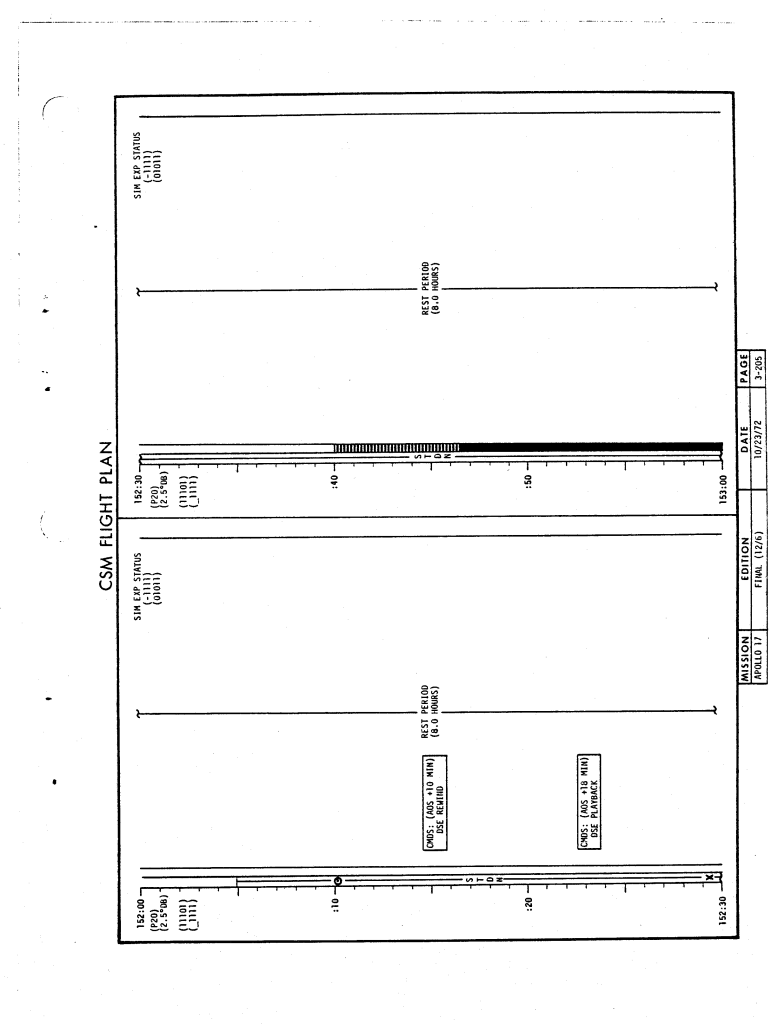 CSM FLIGHT PLAN
152:00
(P20)
(2.5°DB)
(11101)
(_1111)
:10
:20
152:30
S
T
D
N
X
CMDS: (AOS +10 MIN)
DSE REWIND
CMDS: (AOS +18 MIN)
DSE PLAYBACK
REST PERIOD
(8.0 HOURS)
SIM EXP STATUS
(-1111)
(01011)
152:30
(P20)
(2.5°DB)
(11101)
(_1111)
:40
:50
153:00
S
T
D
N
REST PERIOD
(8.0 HOURS)
SIM EXP STATUS
(-1111)
(01011)
MISSION EDITION DATE PAGE
APOLLO 17 FINAL (12/6) 10/23/72 3-205